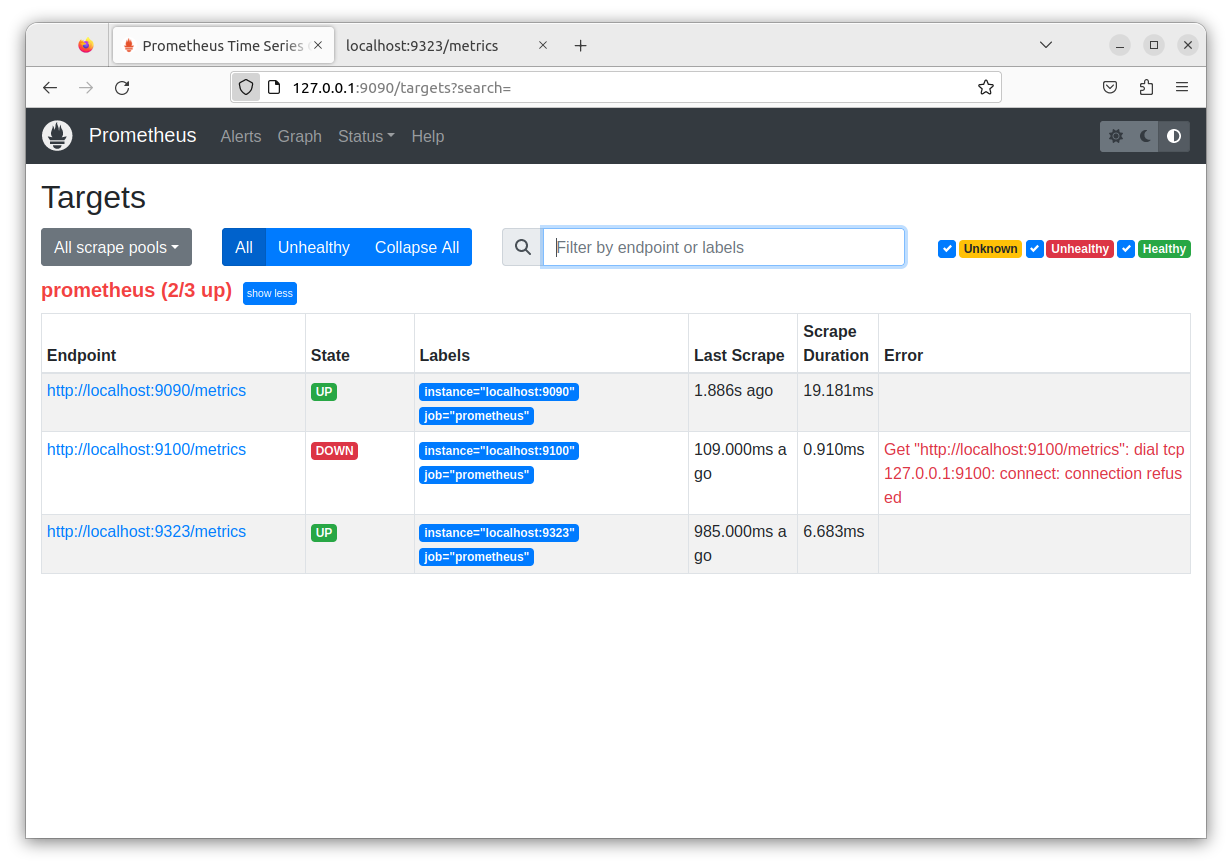 Prometheus Time Series
localhost:9323/metrics
127.0.0.1:9090/targets?search=
Prometheus Alerts Graph Status Help
Targets
All scrape pools All Unhealthy Collapse All Filter by endpoint or labels Unknown Unhealthy Healthy
prometheus (2/3 up) show less
Endpoint State Labels Last Scrape Scrape Duration Error
http://localhost:9090/metrics UP instance="localhost:9090" 1.886s ago 19.181ms
job="prometheus"
http://localhost:9100/metrics DOWN instance="localhost:9100" 109.000ms a 0.910ms Get "http://localhost:9100/metrics": dial tcp
job="prometheus" go 127.0.0.1:9100: connect: connection refus
ed
http://localhost:9323/metrics UP instance="localhost:9323" 985.000ms a 6.683ms
job="prometheus" go